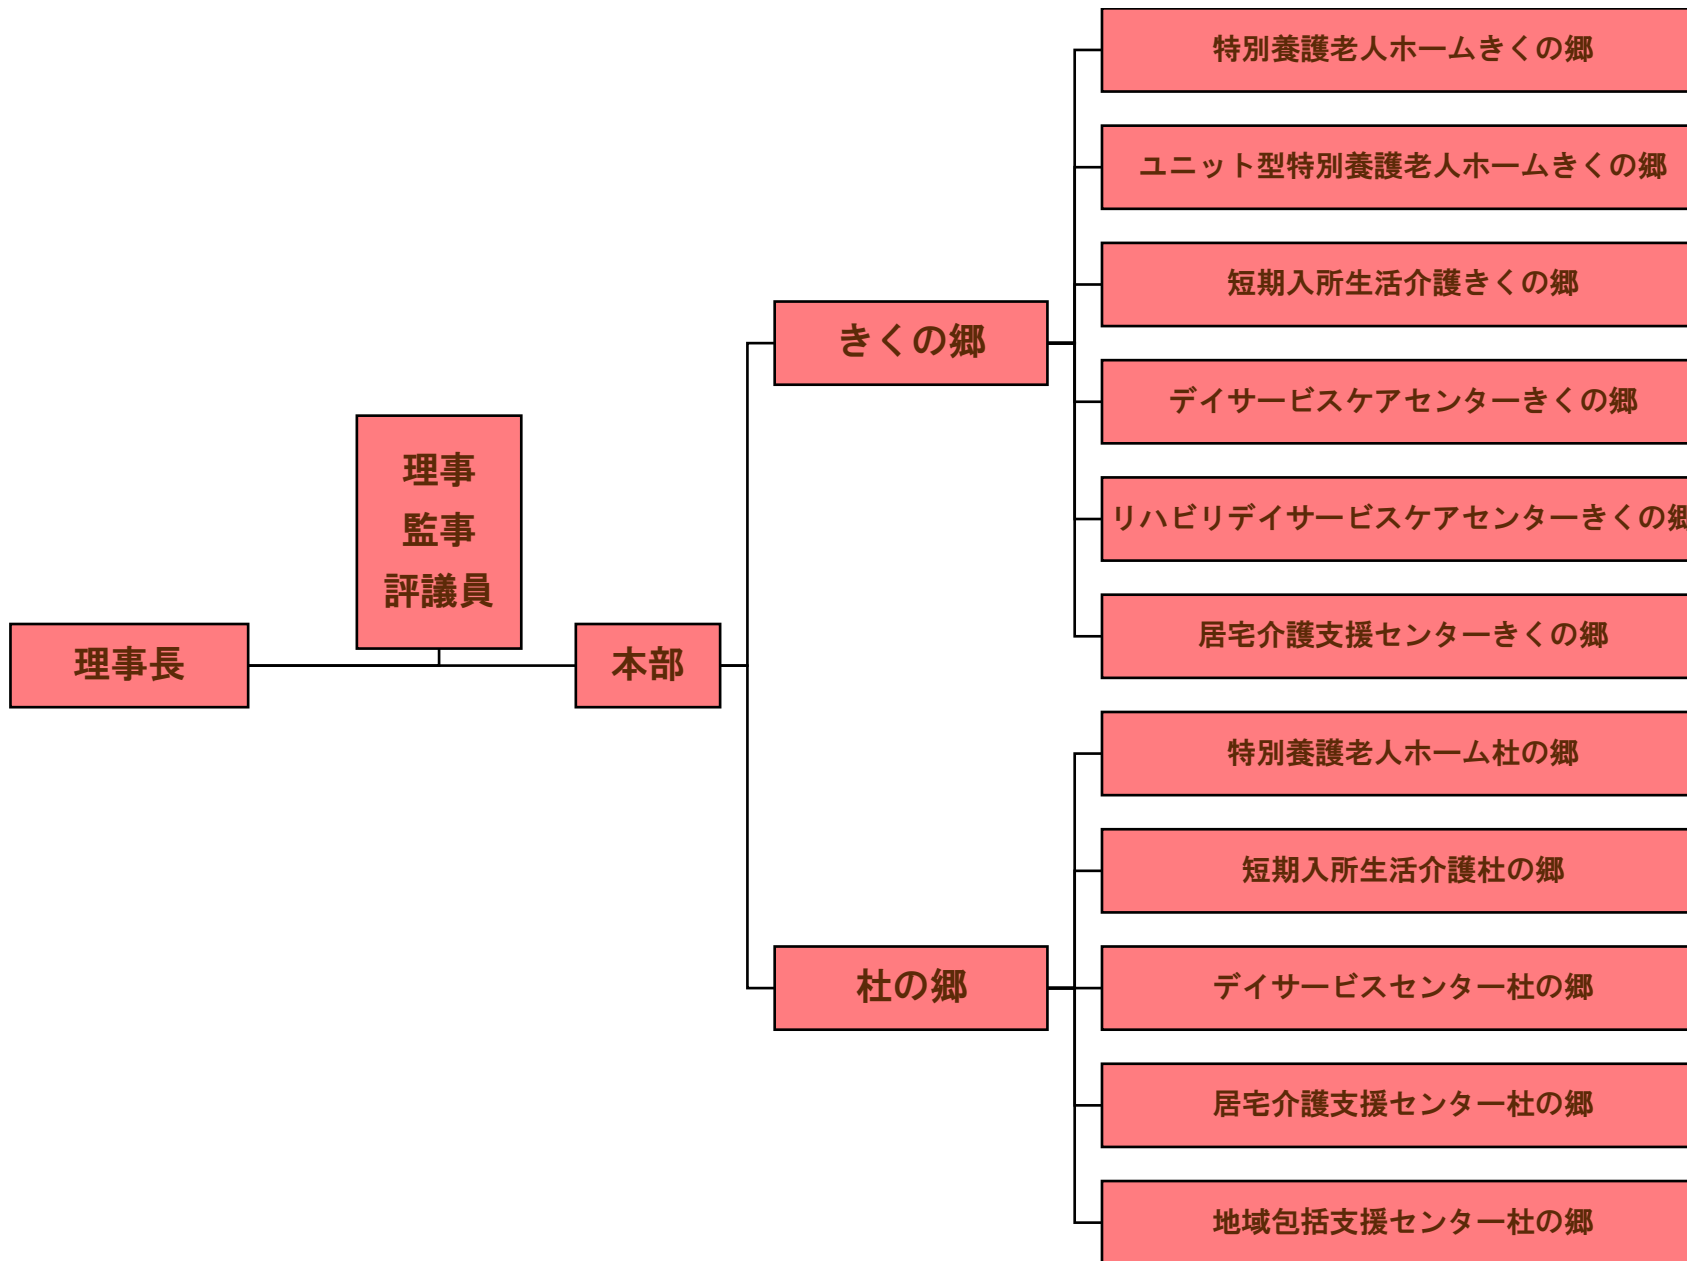 理事長
理事
監事
評議員
本部
きくの郷
特別養護老人ホームきくの郷
ユニット型特別養護老人ホームきくの郷
短期入所生活介護きくの郷
デイサービスケアセンターきくの郷
リハビリデイサービスケアセンターきくの郷
居宅介護支援センターきくの郷
杜の郷
特別養護老人ホーム杜の郷
短期入所生活介護杜の郷
デイサービスセンター杜の郷
居宅介護支援センター杜の郷
地域包括支援センター杜の郷